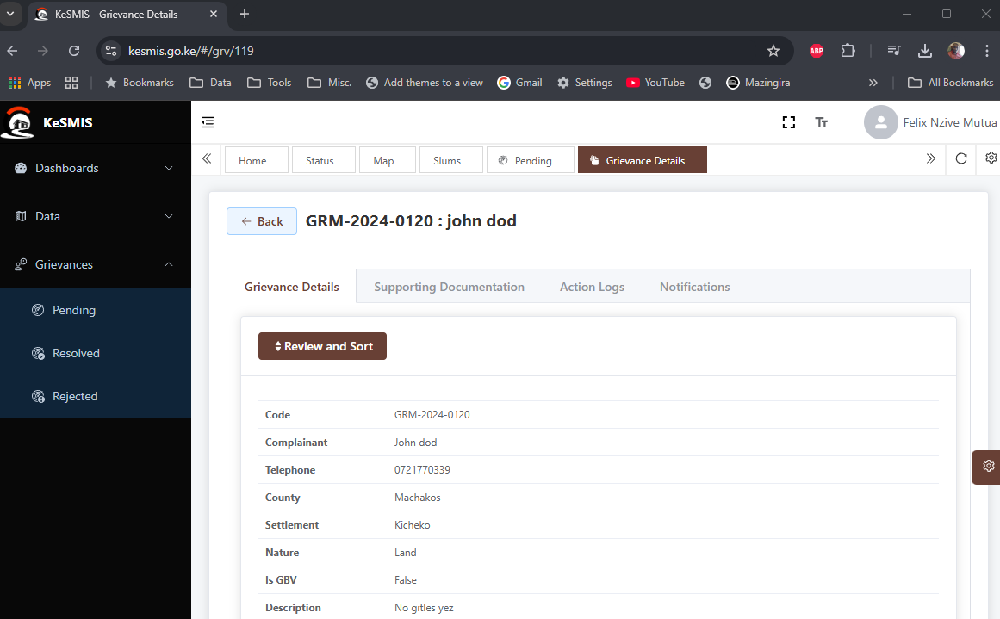 KeSMIS - Grievance Details
kesmis.go.ke/#/grv/119
ABP
Apps Bookmarks Data Tools Misc. Add themes to a view Gmail Settings YouTube Mazingira All Bookmarks
KeSMIS
Felix Nzive Mutua
Home Status Map Slums Pending Grievance Details
Dashboards
Data
Grievances
Pending
Resolved
Rejected
Back GRM-2024-0120 : john dod
Grievance Details Supporting Documentation Action Logs Notifications
Review and Sort
Code GRM-2024-0120
Complainant John dod
Telephone 0721770339
County Machakos
Settlement Kicheko
Nature Land
Is GBV False
Description No gitles yez